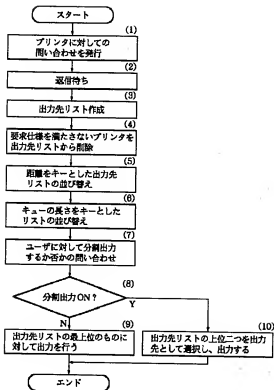 スタート
(1)
プリンタに対しての
問い合わせを発行
(2)
返信待ち
(3)
出力先リスト作成
(4)
要求仕様を満たさないプリンタを
出力先リストから削除
(5)
距離をキーとした出力先
リストの並び替え
(6)
キューの長さをキーとした
リストの並び替え
(7)
ユーザに対して分割出力
するか否かの問い合わせ
(8)
分割出力ON?
Y
N
(9)
出力先リストの最上位のものに
対して出力を行う
(10)
出力先リストの上位二つを出力
先として選択し、出力する
エンド